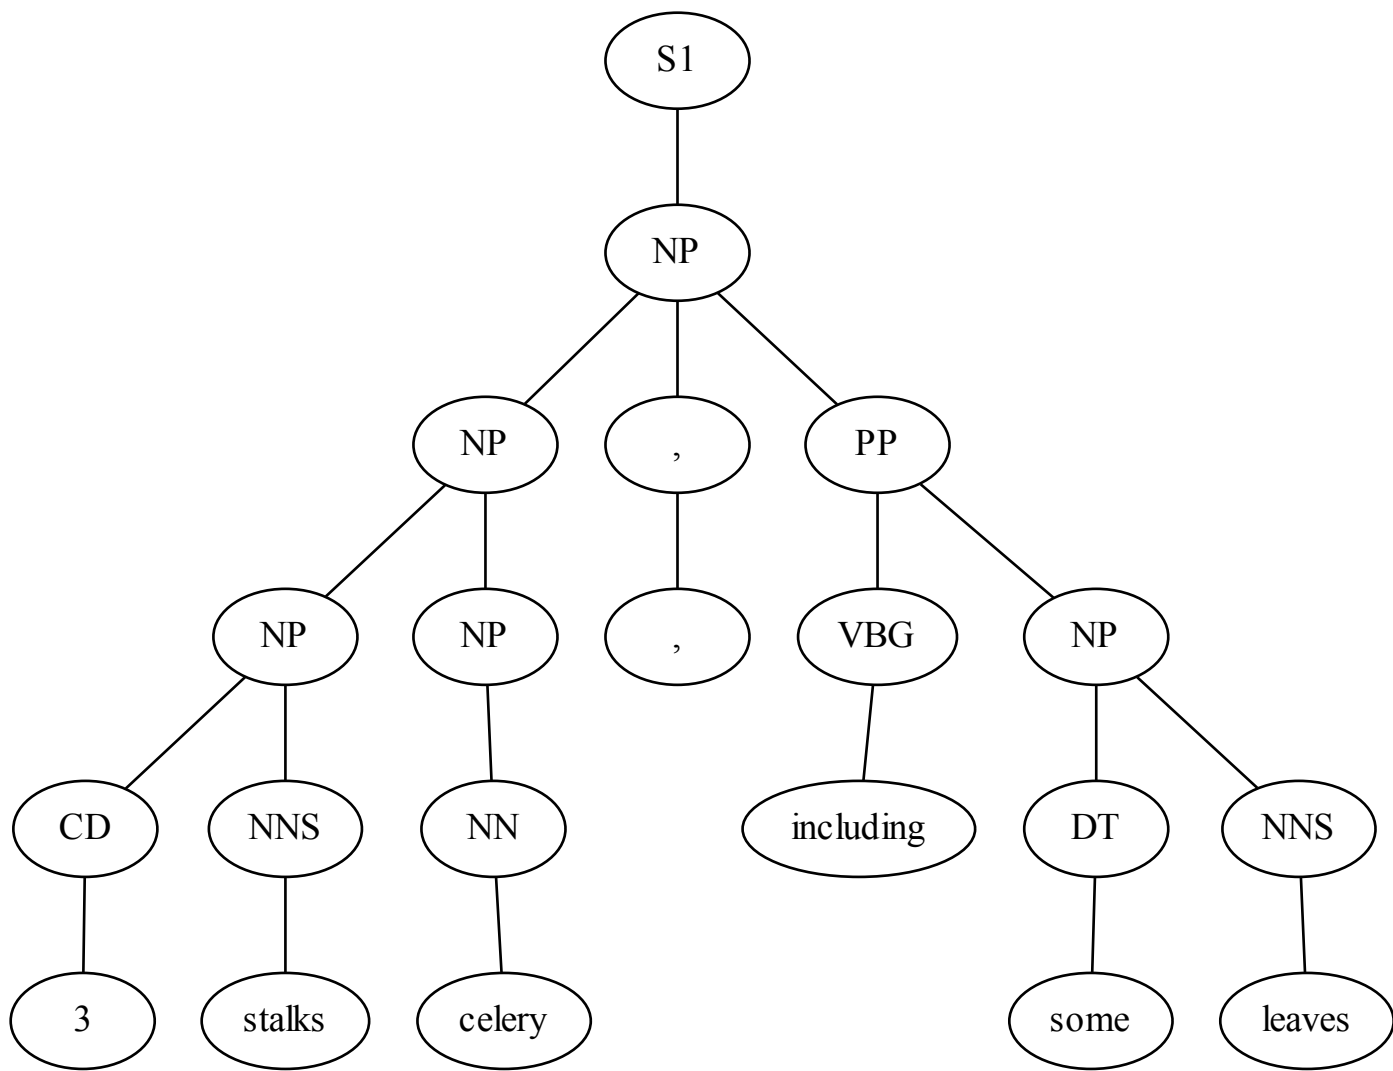 S1
NP
NP , PP
NP NP , VBG NP
CD NNS NN including DT NNS
3 stalks celery some leaves